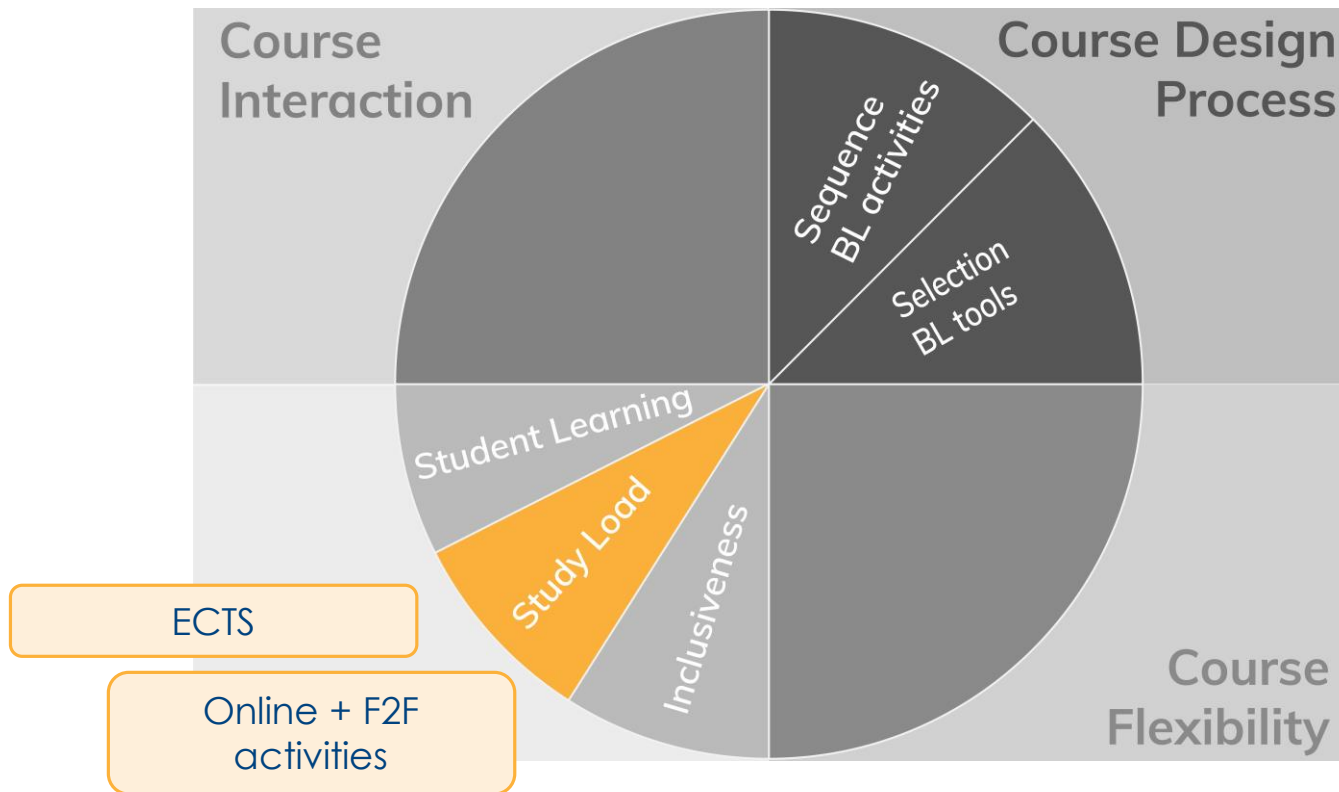 Course
Interaction
Course Design
Process
Sequence
BL activities
Selection
BL tools
Student Learning
Study Load
Inclusiveness
ECTS
Online + F2F
activities
Course
Flexibility